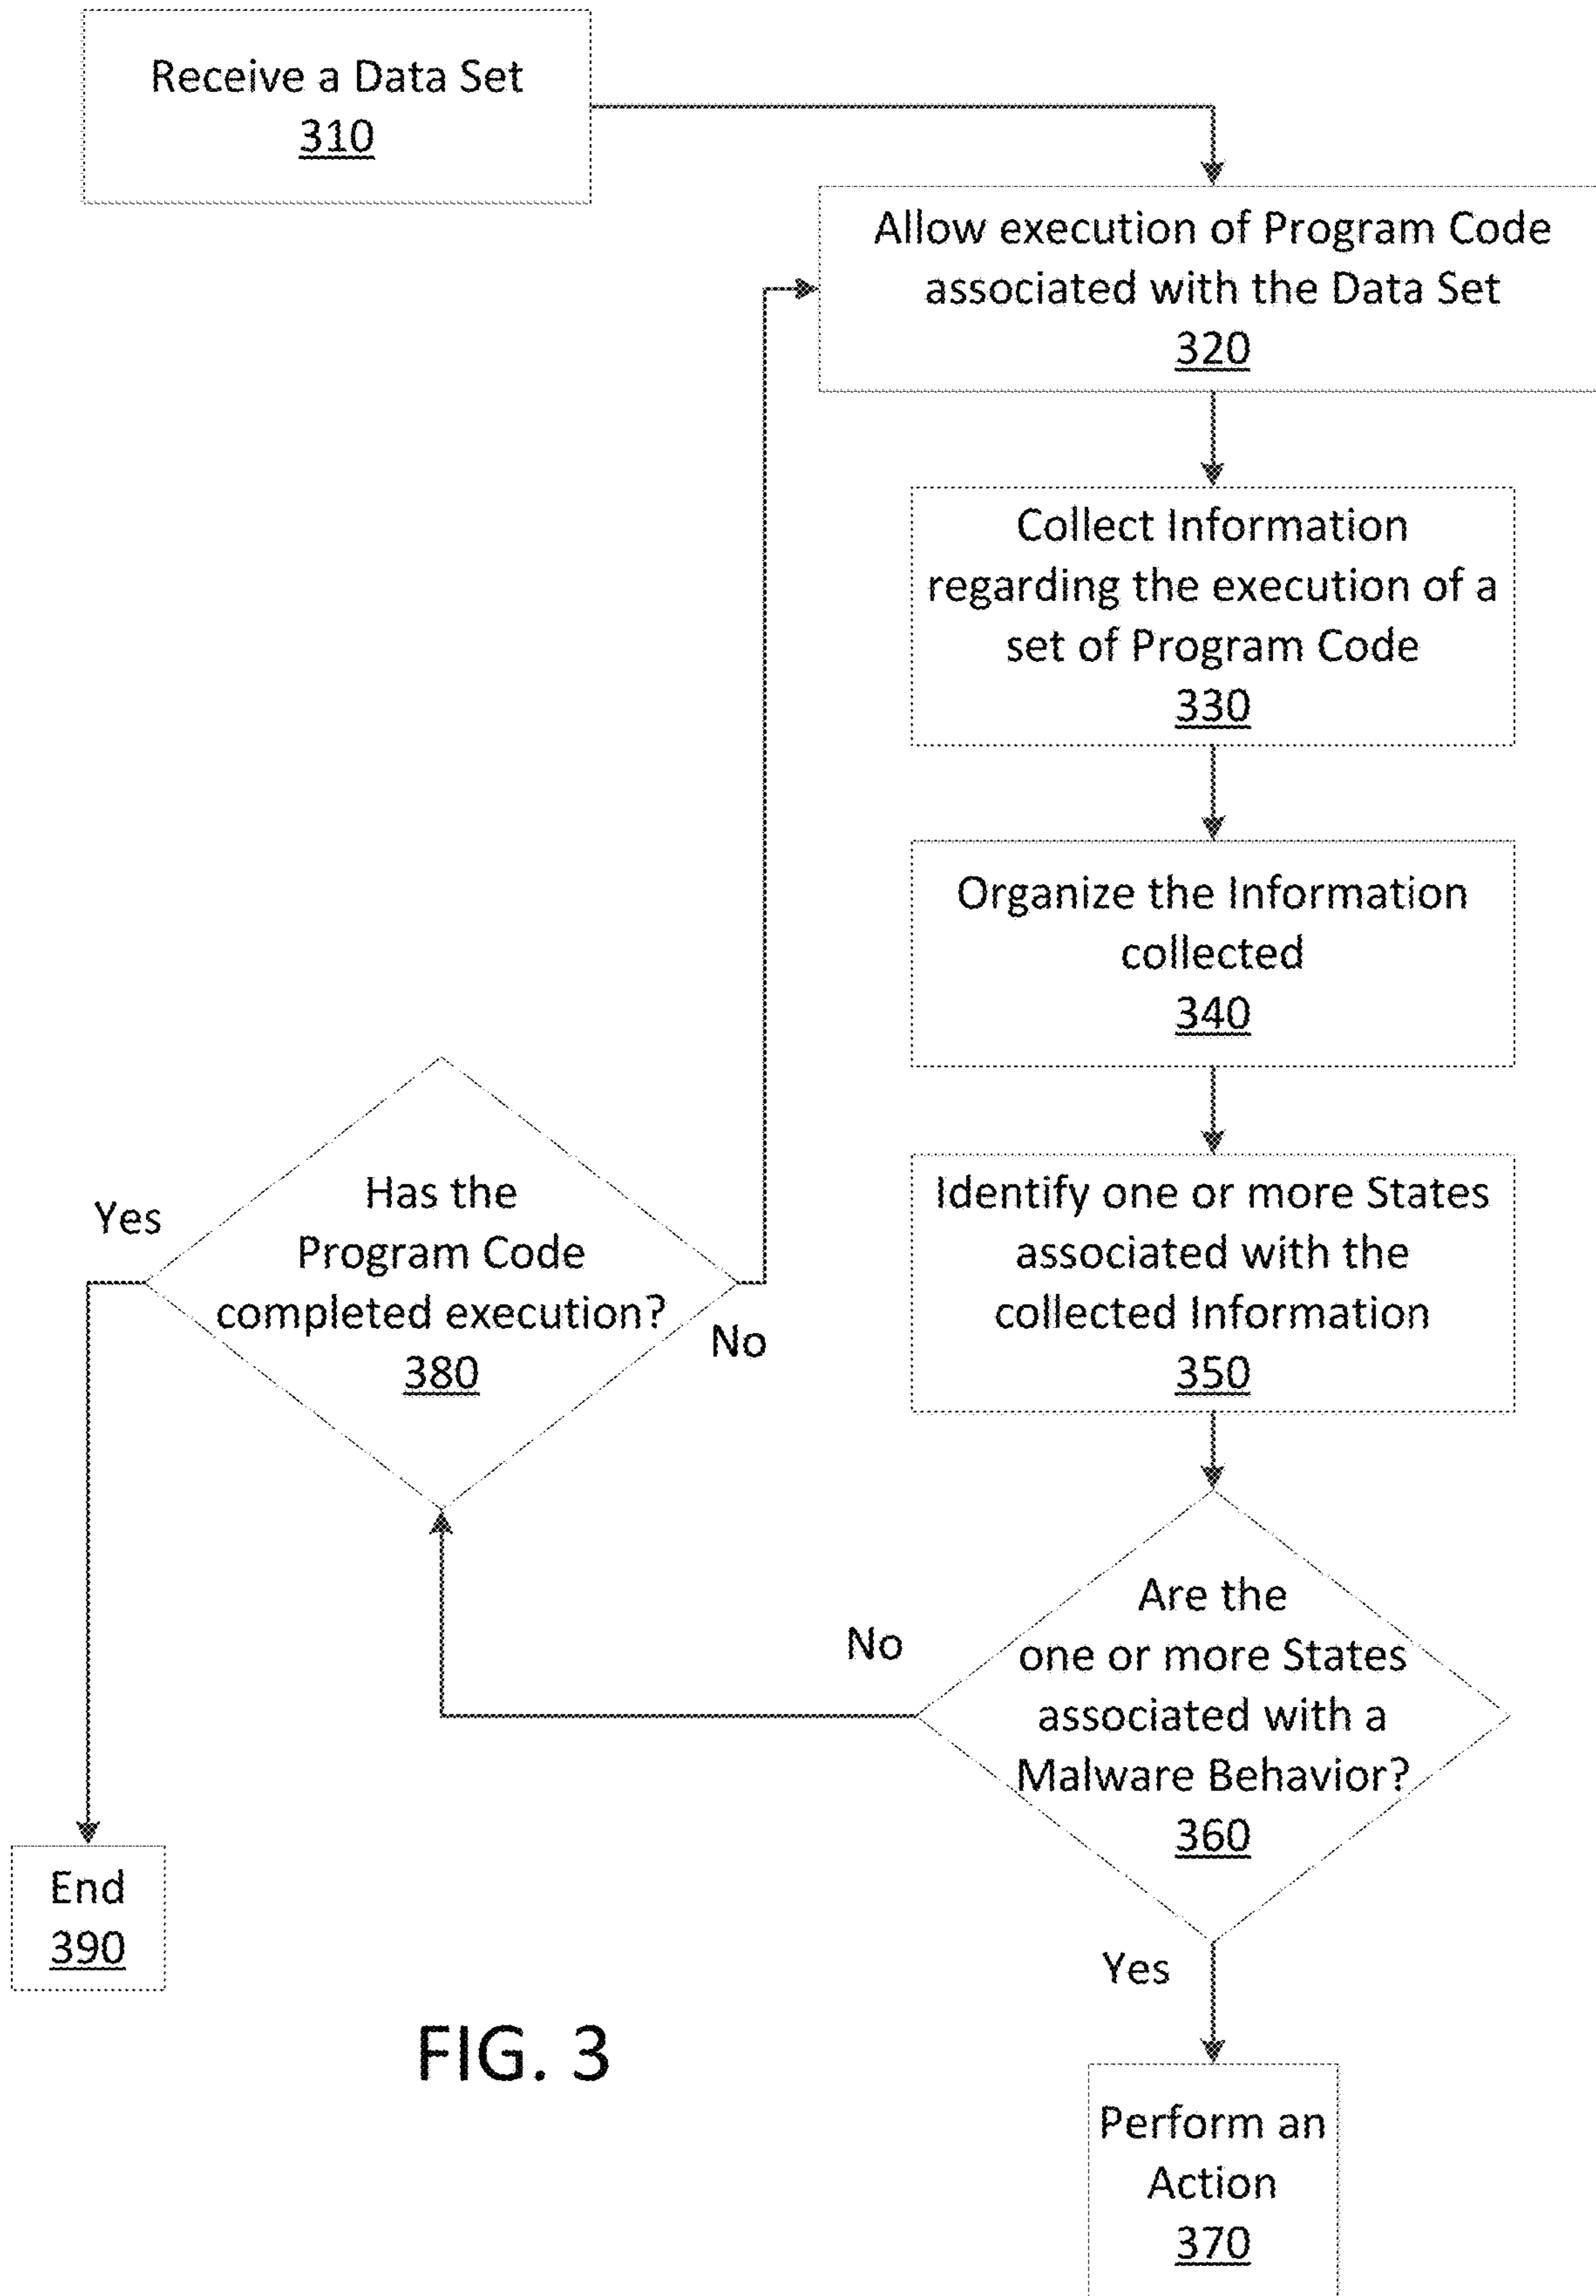 Receive a Data Set
310
Allow execution of Program Code
associated with the Data Set
320
Collect Information
regarding the execution of a
set of Program Code
330
Organize the Information
collected
340
Identify one or more States
associated with the
collected Information
350
Yes
Has the
Program Code
completed execution?
380
No
No
Are the
one or more States
associated with a
Malware Behavior?
360
Yes
End
390
Perform an
Action
370
FIG. 3